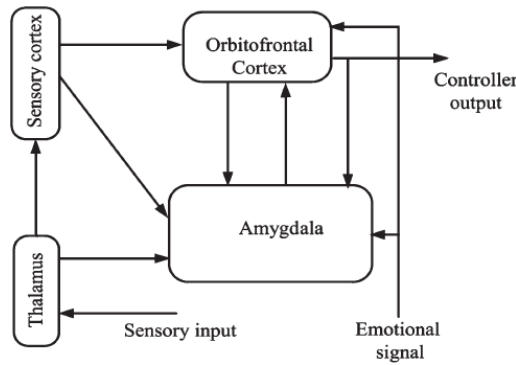 Sensory cortex
Orbitofrontal
Cortex
Controller
output
Amygdala
Thalamus
Sensory input
Emotional
signal